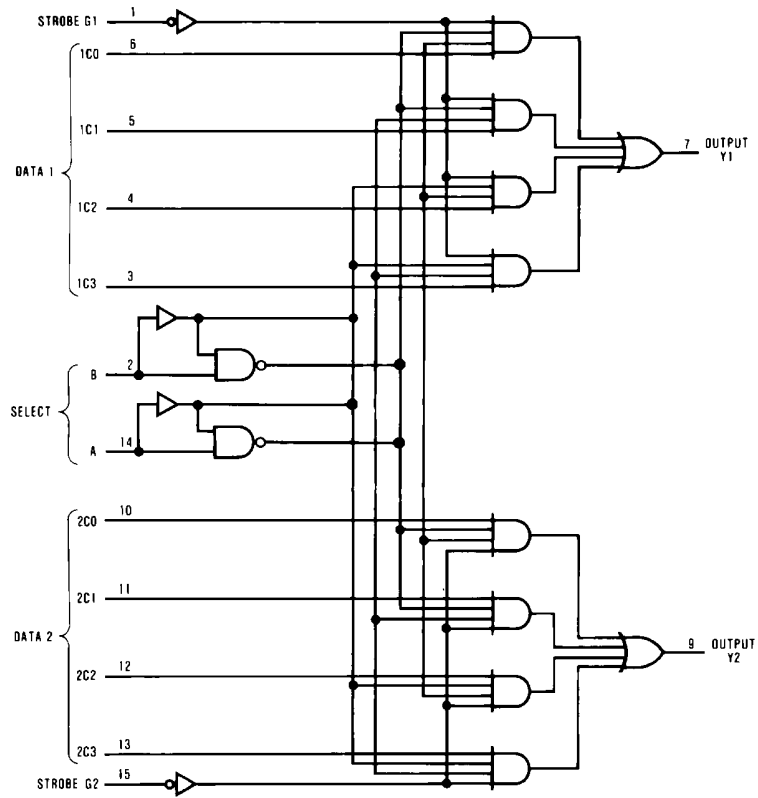 STROBE G1 1
1C0 6
1C1 5
DATA 1
1C2 4
1C3 3
B 2
SELECT
A 14
7 OUTPUT
Y1
2C0 10
2C1 11
DATA 2
2C2 12
2C3 13
STROBE G2 15
9 OUTPUT
Y2